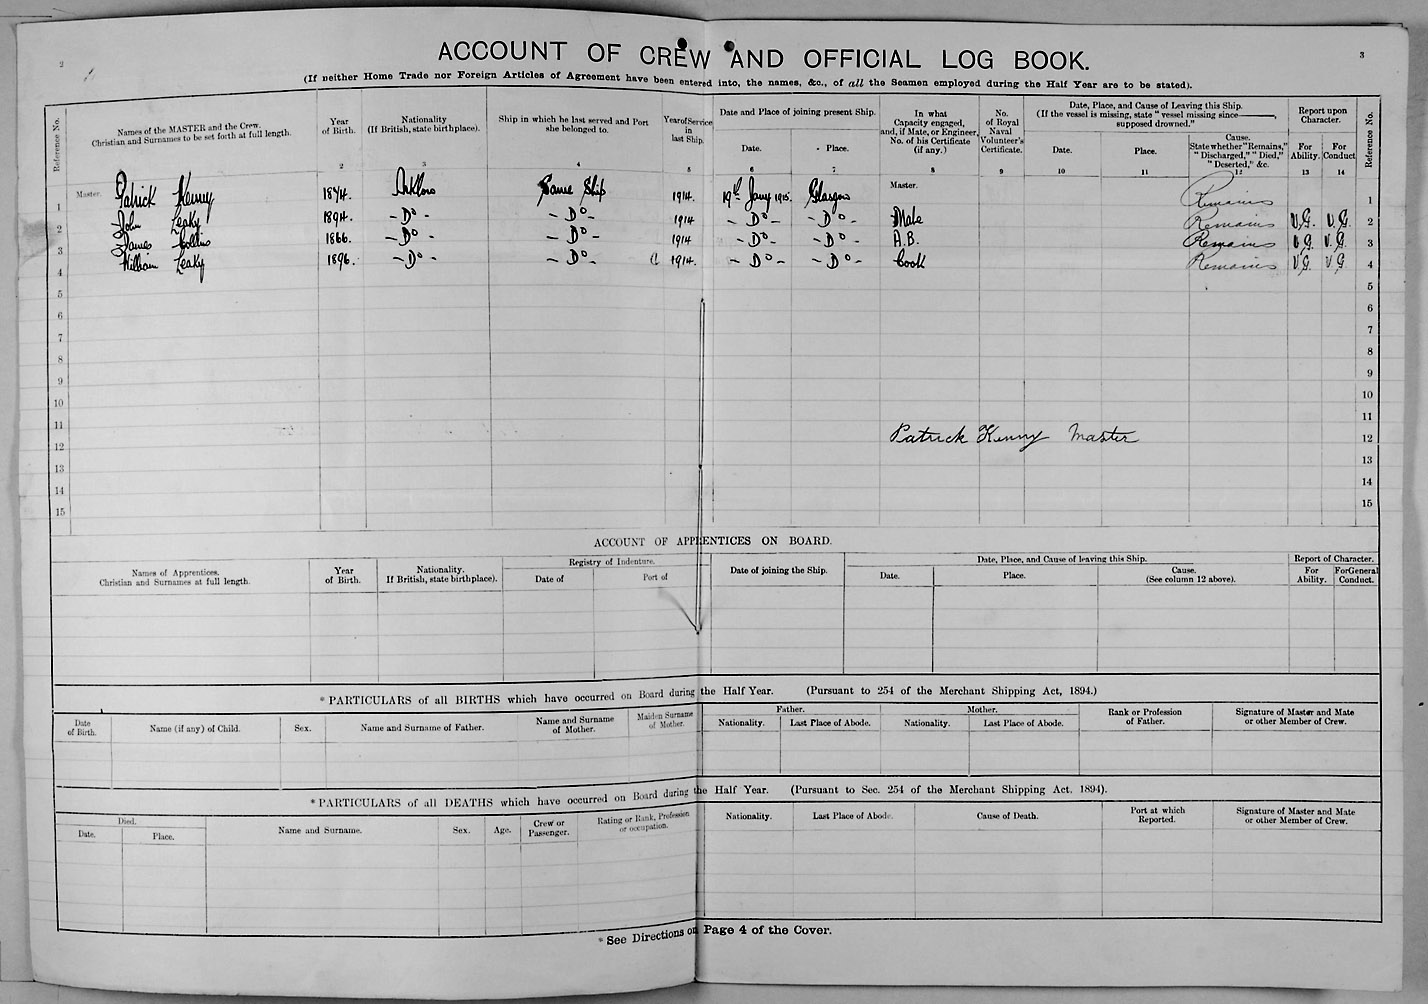 2
3
ACCOUNT OF CREW AND OFFICIAL LOG BOOK.
(If neither Home Trade nor Foreign Articles of Agreement have been entered into, the names, &c., of all the Seamen employed during the Half Year are to be stated).
Reference No.
Names of the MASTER and the Crew.
Christian and Surnames to be set forth at full length.
Year
of Birth.
2
Nationality
(If British, state birthplace).
3
Ship in which he last served and Port
she belonged to.
4
Year of Service
in
last Ship.
5
Date and Place of joining present Ship.
Date.
6
Place.
7
In what
Capacity engaged,
and, if Mate, or Engineer,
No. of his Certificate
(if any.)
8
No.
of Royal
Naval
Volunteer's
Certificate.
9
Date, Place, and Cause of Leaving this Ship.
(If the vessel is missing, state "vessel missing since———,
supposed drowned."
Date.
10
Place.
11
Cause.
State whether "Remains,"
"Discharged," "Died,"
"Deserted," &c.
12
Report upon
Character.
For
Ability.
13
For
Conduct
14
Reference No.
1 Master. Patrick Kenny 1874. Arklow Same Ship 1914. 19th Jany 1915. Glasgow Master. Remains 1
2 John Leaky 1894. - Do - - Do - 1914 - Do - - Do - Mate Remains V.G. V.G. 2
3 James Collins 1866. - Do - - Do - 1914 - Do - - Do - A.B. Remains V.G. V.G. 3
4 William Leaky 1896. - Do - - Do - 1914. - Do - - Do - Cook Remains V.G. V.G. 4
5 5
6 6
7 7
8 8
9 9
10 10
11 11
12 Patrick Kenny Master 12
13 13
14 14
15 15
ACCOUNT OF APPRENTICES ON BOARD.
Names of Apprentices.
Christian and Surnames at full length.
Year
of Birth.
Nationality.
If British, state birthplace).
Registry of Indenture.
Date of
Port of
Date of joining the Ship.
Date, Place, and Cause of leaving this Ship.
Date.
Place.
Cause.
(See column 12 above).
Report of Character.
For
Ability.
For General
Conduct.
* PARTICULARS of all BIRTHS which have occurred on Board during the Half Year. (Pursuant to 254 of the Merchant Shipping Act, 1894.)
Date
of Birth.
Name (if any) of Child.
Sex.
Name and Surname of Father.
Name and Surname
of Mother.
Maiden Surname
of Mother.
Father.
Nationality.
Last Place of Abode.
Mother.
Nationality.
Last Place of Abode.
Rank or Profession
of Father.
Signature of Master and Mate
or other Member of Crew.
* PARTICULARS of all DEATHS which have occurred on Board during the Half Year. (Pursuant to Sec. 254 of the Merchant Shipping Act. 1894).
Died.
Date.
Place.
Name and Surname.
Sex.
Age.
Crew or
Passenger.
Rating or Rank, Profession
or occupation.
Nationality.
Last Place of Abode.
Cause of Death.
Port at which
Reported.
Signature of Master and Mate
or other Member of Crew.
* See Directions on Page 4 of the Cover.